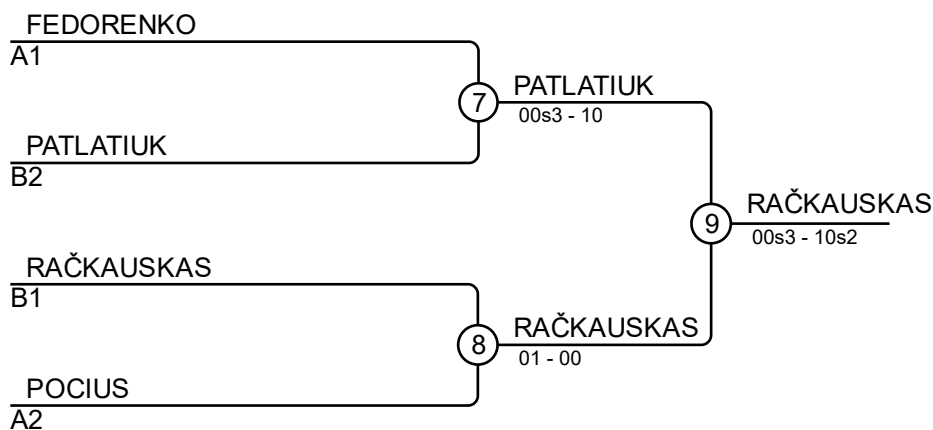 FEDORENKO
A1
7
PATLATIUK
00s3 - 10
PATLATIUK
B2
9
RAČKAUSKAS
00s3 - 10s2
RAČKAUSKAS
B1
8
RAČKAUSKAS
01 - 00
POCIUS
A2